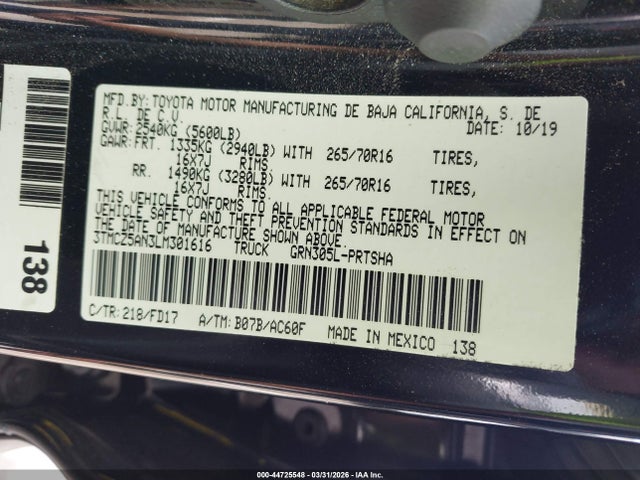 MFD.BY:TOYOTA MOTOR MANUFACTURING DE BAJA CALIFORNIA, S. DE
R.L. DE C.V. DATE: 10/19
GVWR:2540KG (5600LB)
GAWR:FRT. 1335KG (2940LB) WITH 265/70R16 TIRES,
16X7J RIMS
RR. 1490KG (3280LB) WITH 265/70R16 TIRES,
16X7J RIMS.
THIS VEHICLE CONFORMS TO ALL APPLICABLE FEDERAL MOTOR
VEHICLE SAFETY AND THEFT PREVENTION STANDARDS IN EFFECT ON
THE DATE OF MANUFACTURE SHOWN ABOVE.
3TMCZ5AN3LM301616 TRUCK GRN305L-PRTSHA
C/TR:218/FD17 A/TM:B07B/AC60F MADE IN MEXICO 138
138
000-44725548 - 03/31/2026 - IAA Inc.